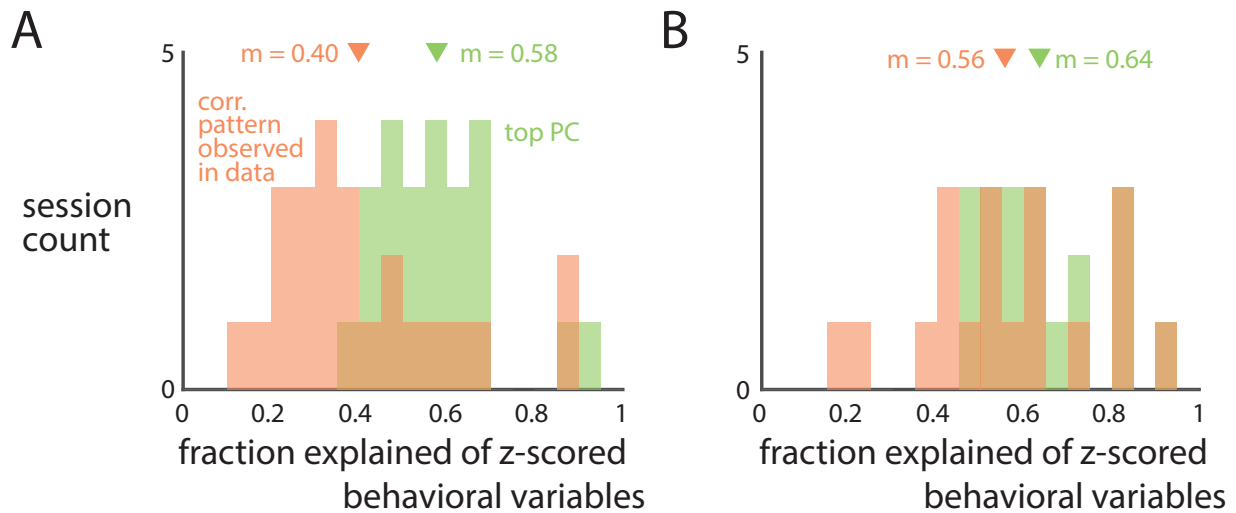 A
m = 0.40
m = 0.58
5
corr.
pattern
observed
in data
top PC
session
count
0
0
0.2
0.4
0.6
0.8
1
fraction explained of z-scored
behavioral variables
B
m = 0.56
m = 0.64
5
0
0
0.2
0.4
0.6
0.8
1
fraction explained of z-scored
behavioral variables